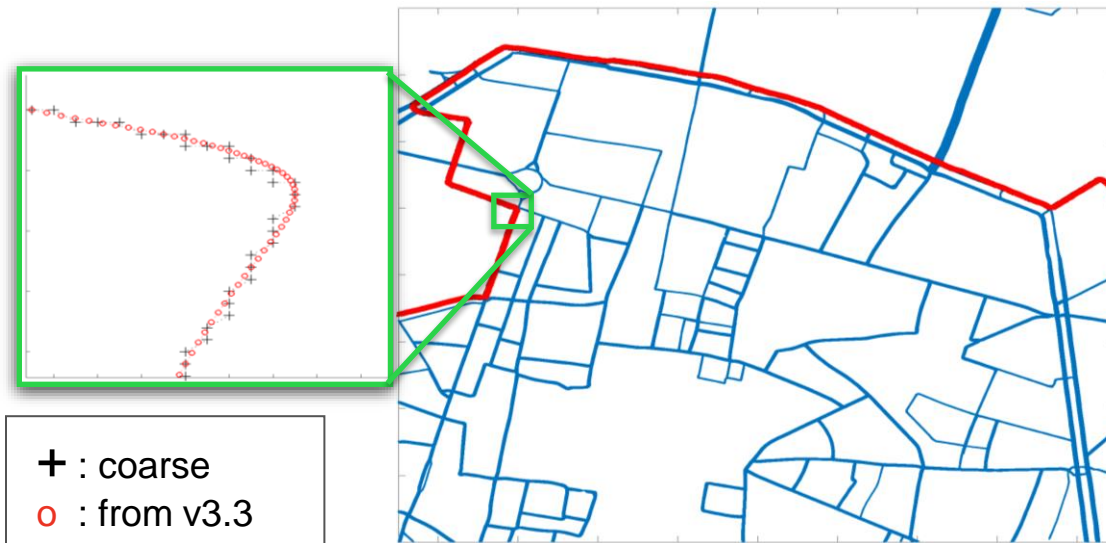 + : coarse
o : from v3.3